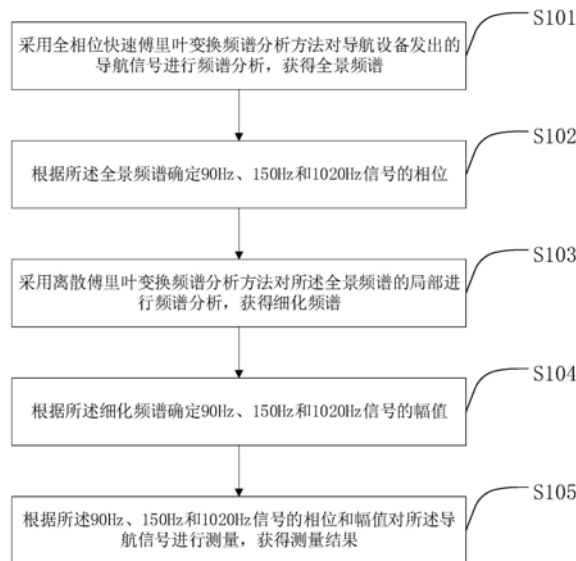 S101
采用全相位快速傅里叶变换频谱分析方法对导航设备发出的
导航信号进行频谱分析，获得全景频谱
S102
根据所述全景频谱确定90Hz、150Hz和1020Hz信号的相位
S103
采用离散傅里叶变换频谱分析方法对所述全景频谱的局部进
行频谱分析，获得细化频谱
S104
根据所述细化频谱确定90Hz、150Hz和1020Hz信号的幅值
S105
根据所述90Hz、150Hz和1020Hz信号的相位和幅值对所述导
航信号进行测量，获得测量结果